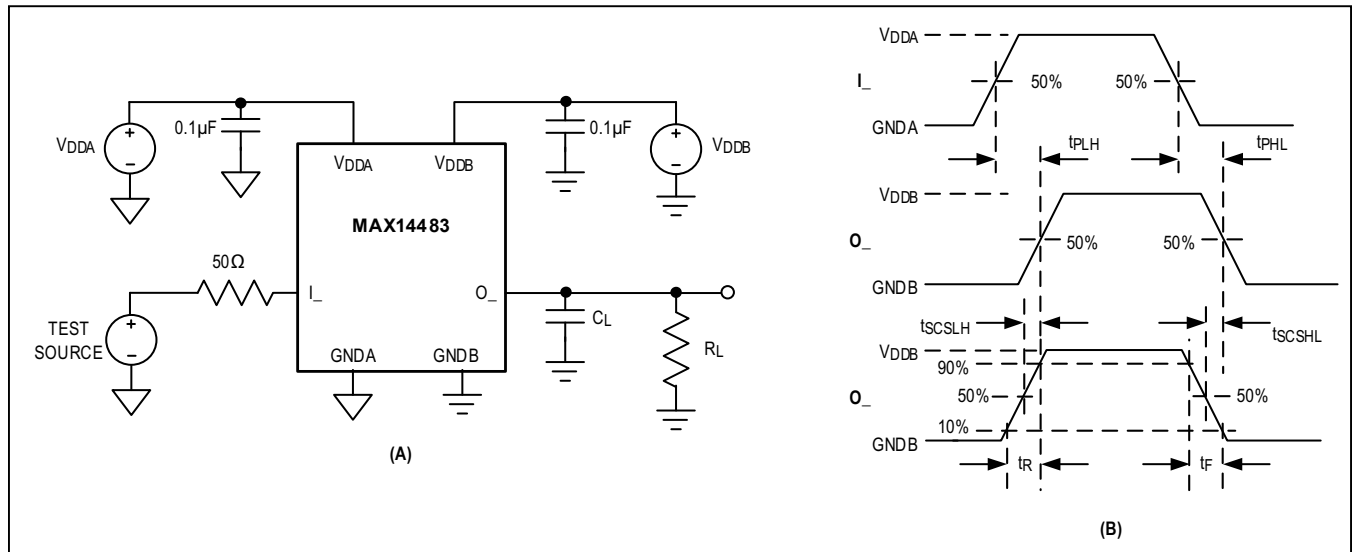 VDDA
+
−
0.1µF
VDDA
VDDB
0.1µF
+
−
VDDB
MAX14483
50Ω
I_
O_
TEST
SOURCE
+
−
GNDA
GNDB
CL
RL
(A)
VDDA
I_
50%
50%
GNDA
tPLH
tPHL
VDDB
O_
50%
50%
GNDB
tSCSLH
tSCSHL
VDDB
90%
O_
50%
50%
10%
GNDB
tR
tF
(B)